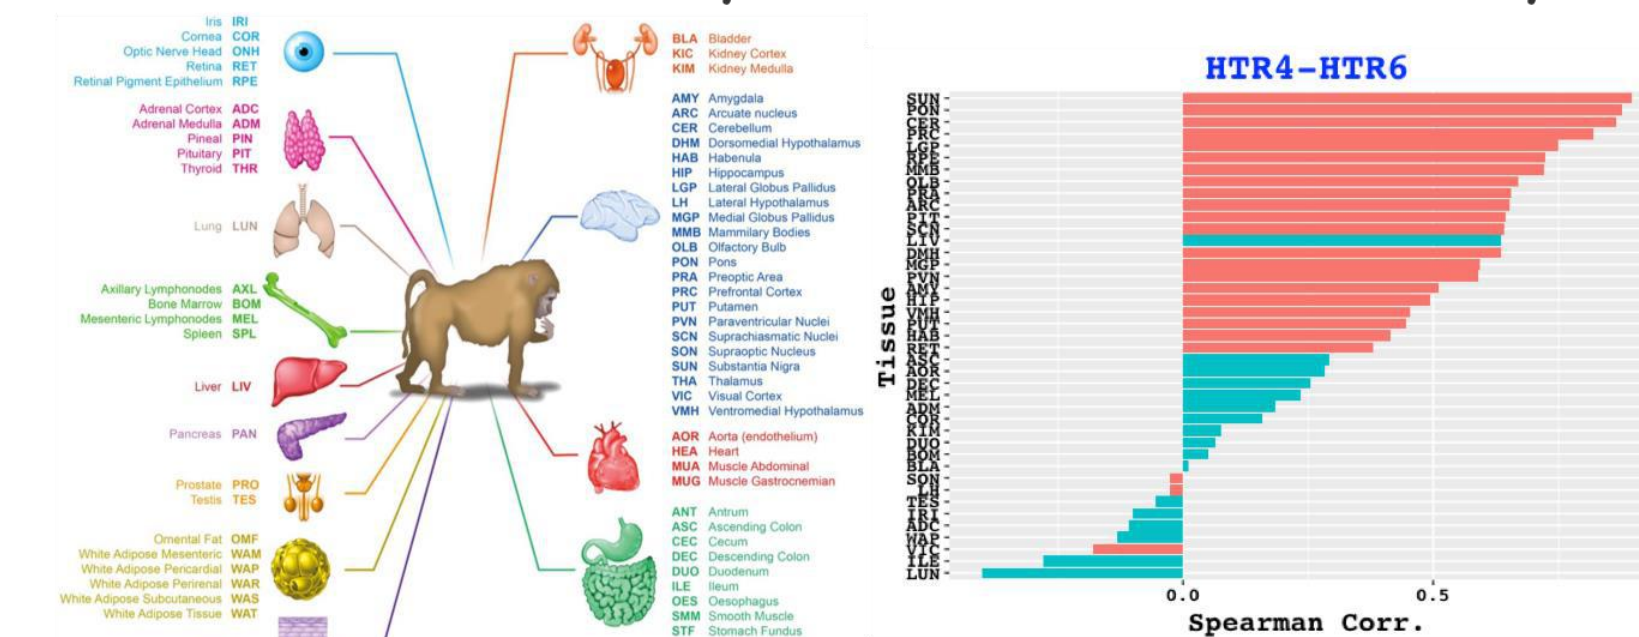 Iris IRI
Cornea COR
Optic Nerve Head ONH
Retina RET
Retinal Pigment Epithelium RPE
Adrenal Cortex ADC
Adrenal Medulla ADM
Pineal PIN
Pituitary PIT
Thyroid THR
Lung LUN
Axillary Lymphonodes AXL
Bone Marrow BOM
Mesenteric Lymphonodes MEL
Spleen SPL
Liver LIV
Pancreas PAN
Prostate PRO
Testis TES
Omental Fat OMF
White Adipose Mesenteric WAM
White Adipose Pericardial WAP
White Adipose Perirenal WAR
White Adipose Subcutaneous WAS
White Adipose Tissue WAT
BLA Bladder
KIC Kidney Cortex
KIM Kidney Medulla
AMY Amygdala
ARC Arcuate nucleus
CER Cerebellum
DHM Dorsomedial Hypothalamus
HAB Habenula
HIP Hippocampus
LGP Lateral Globus Pallidus
LH Lateral Hypothalamus
MGP Medial Globus Pallidus
MMB Mammilary Bodies
OLB Olfactory Bulb
PON Pons
PRA Preoptic Area
PRC Prefrontal Cortex
PUT Putamen
PVN Paraventricular Nuclei
SCN Suprachiasmatic Nuclei
SON Supraoptic Nucleus
SUN Substantia Nigra
THA Thalamus
VIC Visual Cortex
VMH Ventromedial Hypothalamus
AOR Aorta (endothelium)
HEA Heart
MUA Muscle Abdominal
MUG Muscle Gastrocnemian
ANT Antrum
ASC Ascending Colon
CEC Cecum
DEC Descending Colon
DUO Duodenum
ILE Ileum
OES Oesophagus
SMM Smooth Muscle
STF Stomach Fundus
HTR4-HTR6
Tissue
SUN
PON
CER
PRC
LGP
RPE
MMB
OLB
PRA
ARC
PIT
SCN
LIV
DMH
MGP
PVN
AMY
HIP
VMH
PUT
HAB
RET
ASC
AOR
DEC
MEL
ADM
COR
KIM
DUO
BOM
BLA
SON
LH
TES
IRI
ADC
WAP
VIC
ILE
LUN
0.0 0.5
Spearman Corr.